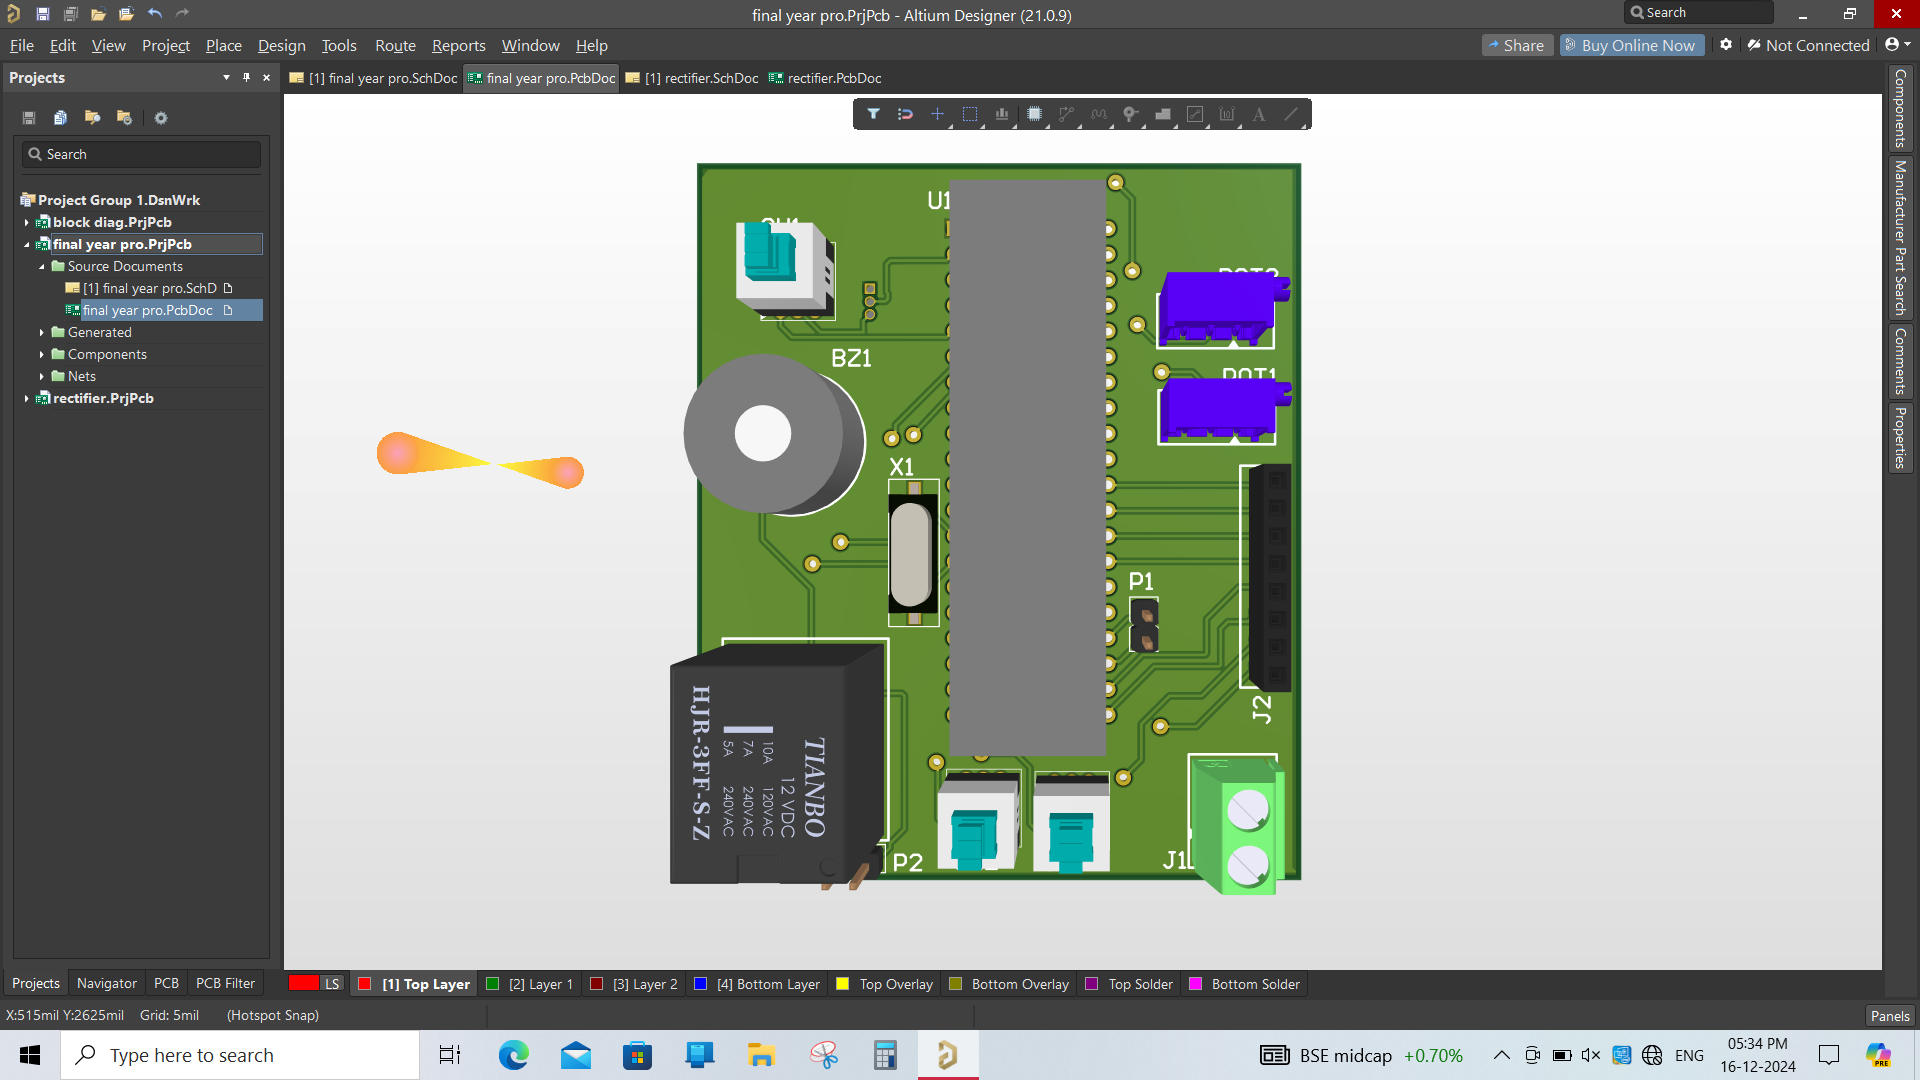 final year pro.PrjPcb - Altium Designer (21.0.9)
Search
File Edit View Project Place Design Tools Route Reports Window Help
Share
Buy Online Now
Not Connected
Projects
[1] final year pro.SchDoc
final year pro.PcbDoc
[1] rectifier.SchDoc
rectifier.PcbDoc
Search
Project Group 1.DsnWrk
block diag.PrjPcb
final year pro.PrjPcb
Source Documents
[1] final year pro.SchD
final year pro.PcbDoc
Generated
Components
Nets
rectifier.PrjPcb
U1
BZ1
X1
P1
J2
POT1
HJR-3FF-S-Z
5A 240VAC
7A 240VAC
10A 120VAC
12 VDC
TIANBO
P2
J1
Components
Manufacturer Part Search
Comments
Properties
Projects Navigator PCB PCB Filter
LS
[1] Top Layer
[2] Layer 1
[3] Layer 2
[4] Bottom Layer
Top Overlay
Bottom Overlay
Top Solder
Bottom Solder
X:515mil Y:2625mil Grid: 5mil (Hotspot Snap)
Panels
Type here to search
BSE midcap +0.70%
ENG
05:34 PM
16-12-2024
PRE